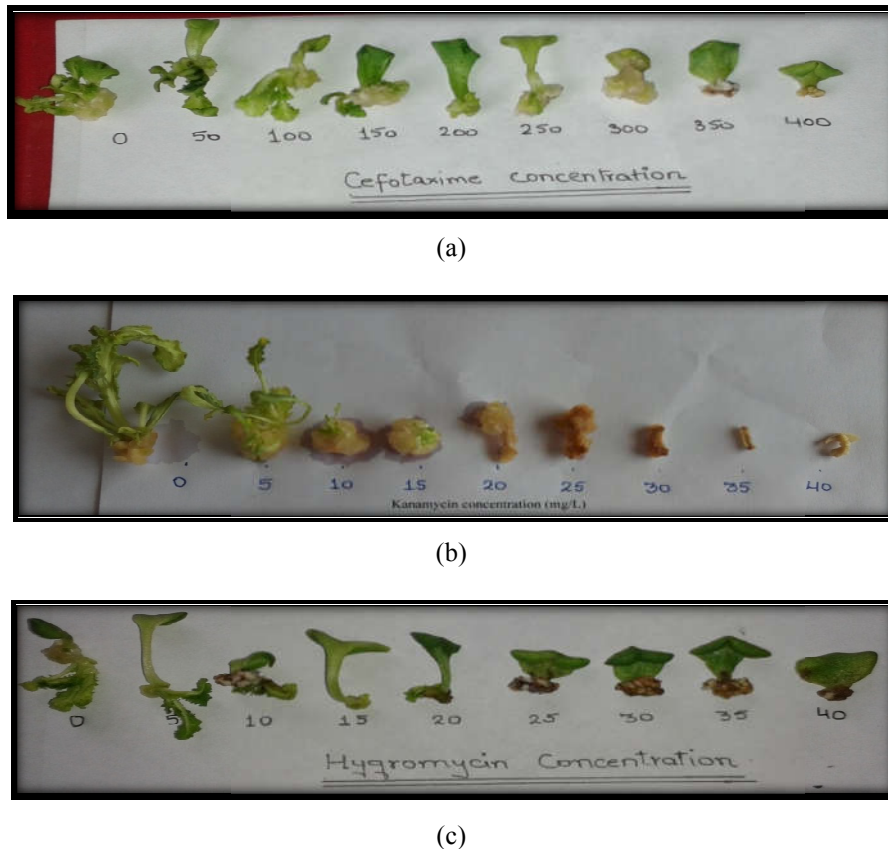 0 50 100 150 200 250 300 350 400
Cefotaxime concentration
(a)
0 5 10 15 20 25 30 35 40
Kanamycin concentration (mg/L)
(b)
0 5 10 15 20 25 30 35 40
Hygromycin Concentration
(c)